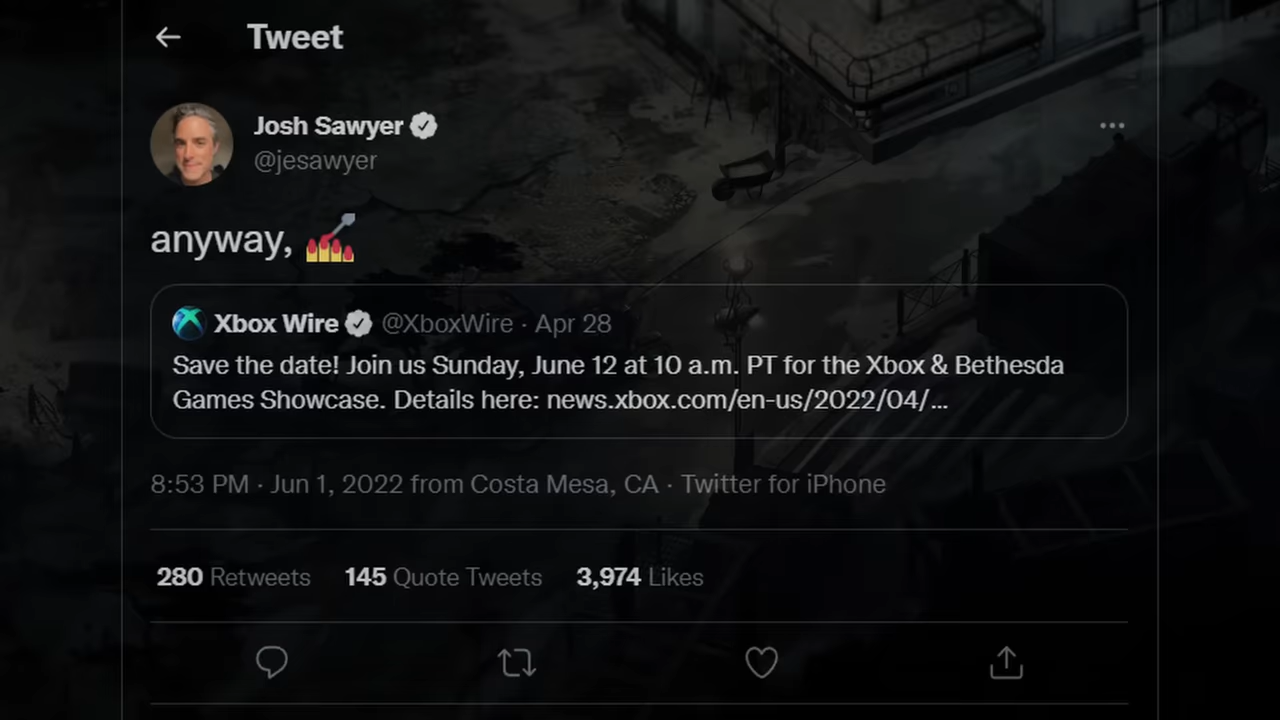 Tweet
Josh Sawyer
@jesawyer
anyway, 💅
Xbox Wire @XboxWire · Apr 28
Save the date! Join us Sunday, June 12 at 10 a.m. PT for the Xbox & Bethesda
Games Showcase. Details here: news.xbox.com/en-us/2022/04/...
8:53 PM · Jun 1, 2022 from Costa Mesa, CA · Twitter for iPhone
280 Retweets 145 Quote Tweets 3,974 Likes